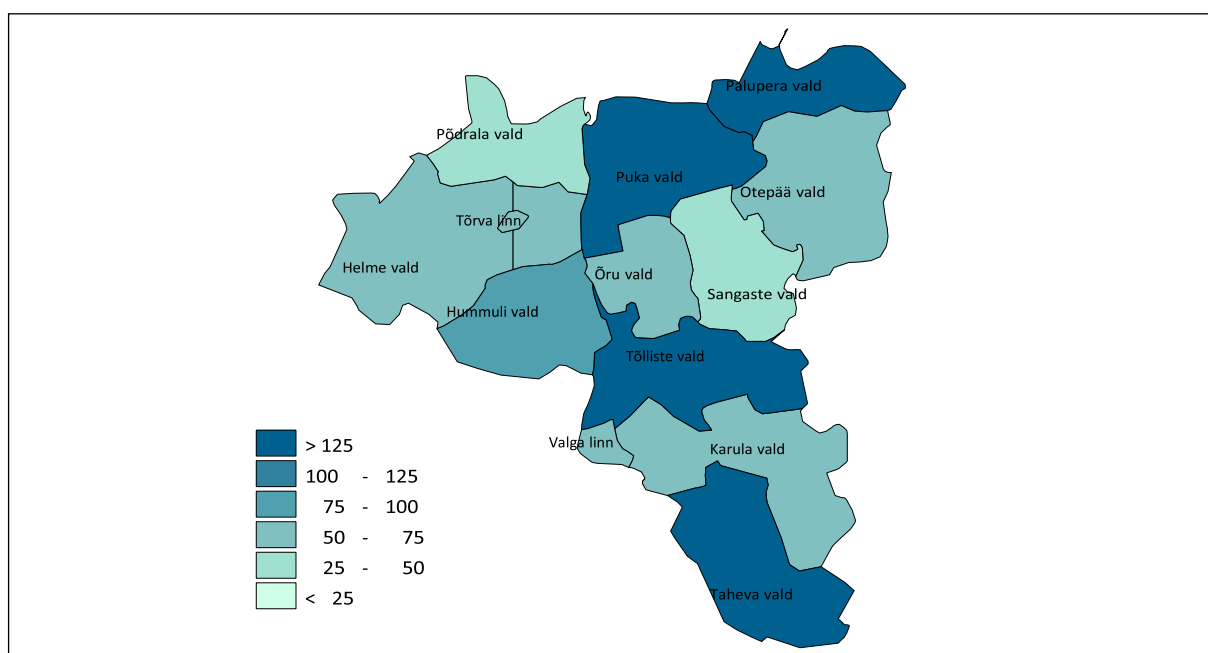 Palupera vald
Põdrala vald
Puka vald
Otepää vald
Tõrva linn
Helme vald
Õru vald
Sangaste vald
Hummuli vald
Tõlliste vald
Valga linn
Karula vald
Taheva vald
> 125
100 - 125
75 - 100
50 - 75
25 - 50
< 25